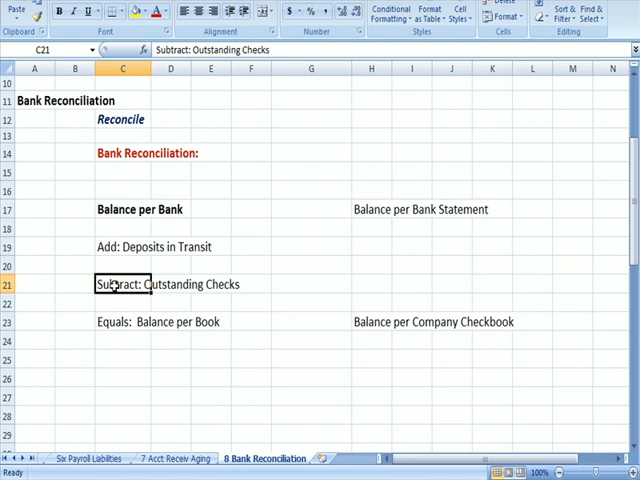 Conditional Format Cell
Formatting as Table Styles
Format
Sort & Find &
Filter Select
Clipboard Font Alignment Number Styles Cells Editing
C21 Subtract: Outstanding Checks
A B C D E F G H I J K L M N
10
11 Bank Reconciliation
12 Reconcile
13
14 Bank Reconciliation:
15
16
17 Balance per Bank Balance per Bank Statement
18
19 Add: Deposits in Transit
20
21 Subtract: Outstanding Checks
22
23 Equals: Balance per Book Balance per Company Checkbook
24
25
26
27
28
29
Six Payroll Liabilities 7 Acct Receiv Aging 8 Bank Reconciliation
Ready 100%